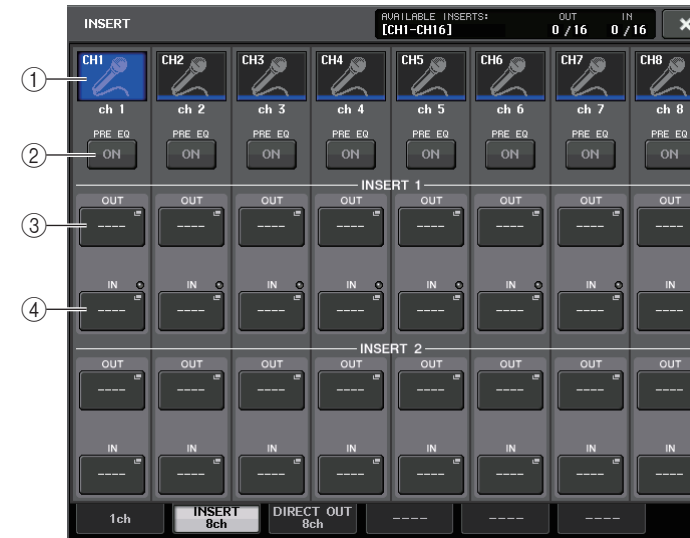 INSERT
AVAILABLE INSERTS: OUT IN
[CH1-CH16] 0 /16 0 /16
CH1 CH2 CH3 CH4 CH5 CH6 CH7 CH8
ch 1 ch 2 ch 3 ch 4 ch 5 ch 6 ch 7 ch 8
PRE EQ PRE EQ PRE EQ PRE EQ PRE EQ PRE EQ PRE EQ PRE EQ
ON ON ON ON ON ON ON ON
INSERT 1
OUT OUT OUT OUT OUT OUT OUT OUT
---- ---- ---- ---- ---- ---- ---- ----
IN IN IN IN IN IN IN IN
---- ---- ---- ---- ---- ---- ---- ----
INSERT 2
OUT OUT OUT OUT OUT OUT OUT OUT
---- ---- ---- ---- ---- ---- ---- ----
IN IN IN IN IN IN IN IN
---- ---- ---- ---- ---- ---- ---- ----
1ch INSERT DIRECT OUT ---- ---- ----
8ch 8ch
①
②
③
④